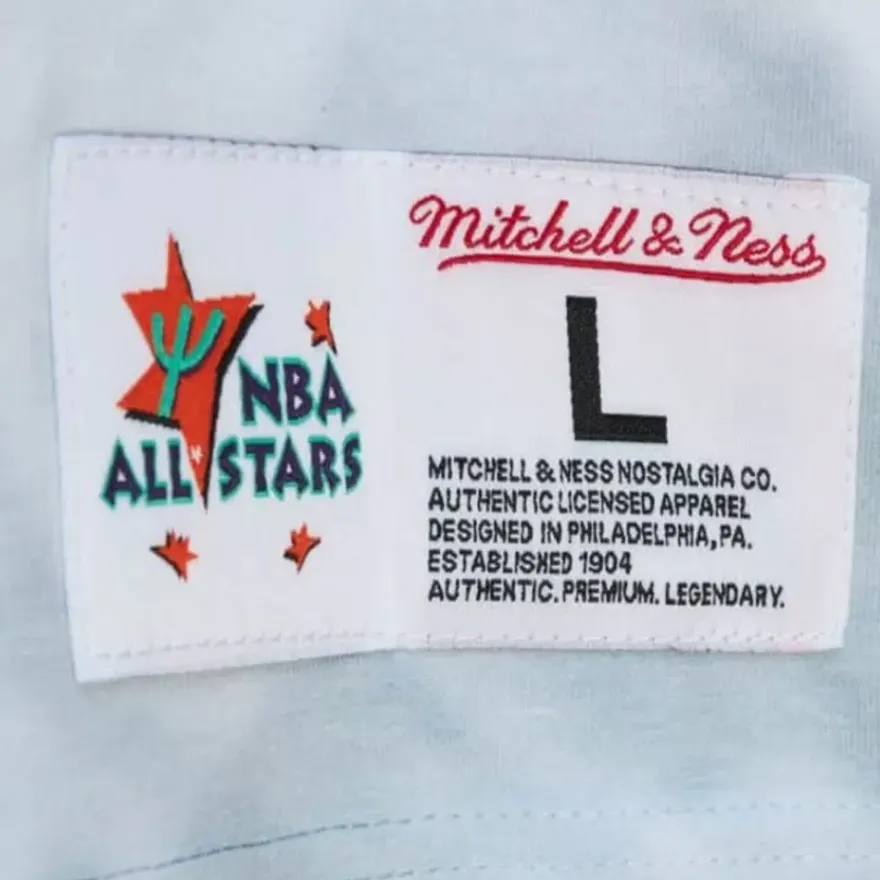 NBA
ALL STARS
Mitchell & Ness
L
MITCHELL & NESS NOSTALGIA CO.
AUTHENTIC LICENSED APPAREL
DESIGNED IN PHILADELPHIA, PA.
ESTABLISHED 1904
AUTHENTIC. PREMIUM. LEGENDARY.